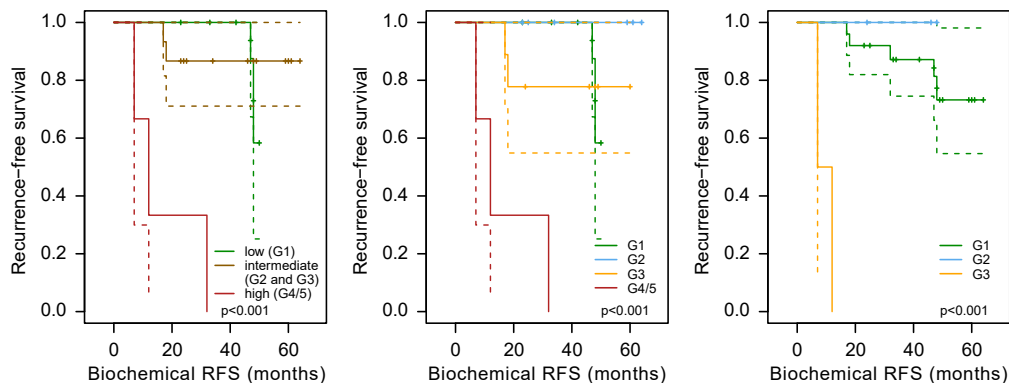 1.0
0.8
0.6
0.4
0.2
0.0
Recurrence−free survival
low (G1)
intermediate
(G2 and G3)
high (G4/5)
p<0.001
0 20 40 60
Biochemical RFS (months)
1.0
0.8
0.6
0.4
0.2
0.0
Recurrence−free survival
G1
G2
G3
G4/5
p<0.001
0 20 40 60
Biochemical RFS (months)
1.0
0.8
0.6
0.4
0.2
0.0
Recurrence−free survival
G1
G2
G3
p<0.001
0 20 40 60
Biochemical RFS (months)